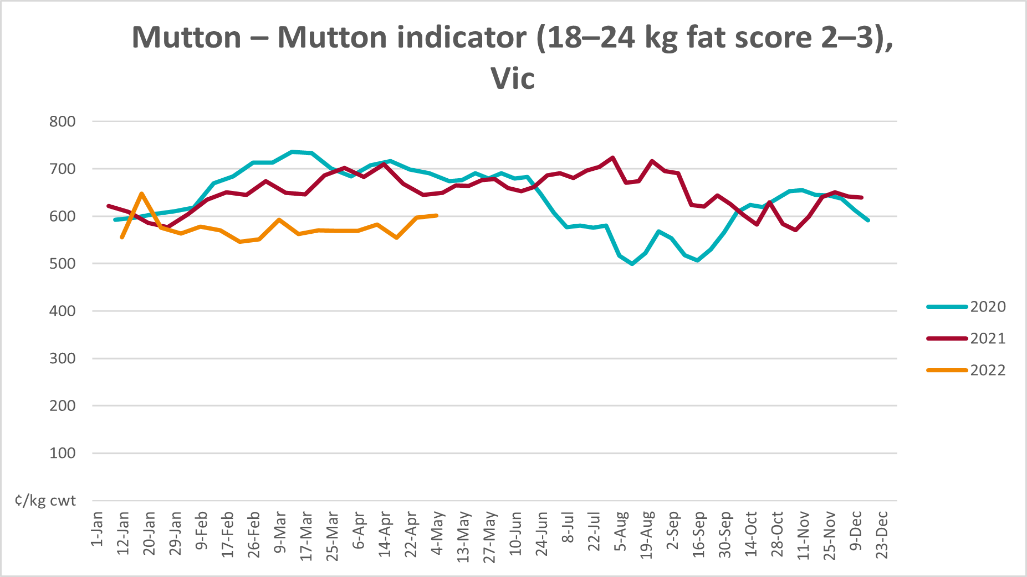 Mutton – Mutton indicator (18–24 kg fat score 2–3),
Vic
800
700
600
500
400
300
200
100
¢/kg cwt
1-Jan
12-Jan
20-Jan
29-Jan
9-Feb
17-Feb
26-Feb
9-Mar
17-Mar
25-Mar
6-Apr
14-Apr
22-Apr
4-May
13-May
27-May
10-Jun
24-Jun
8-Jul
22-Jul
5-Aug
19-Aug
2-Sep
16-Sep
30-Sep
14-Oct
28-Oct
11-Nov
25-Nov
9-Dec
23-Dec
2020
2021
2022